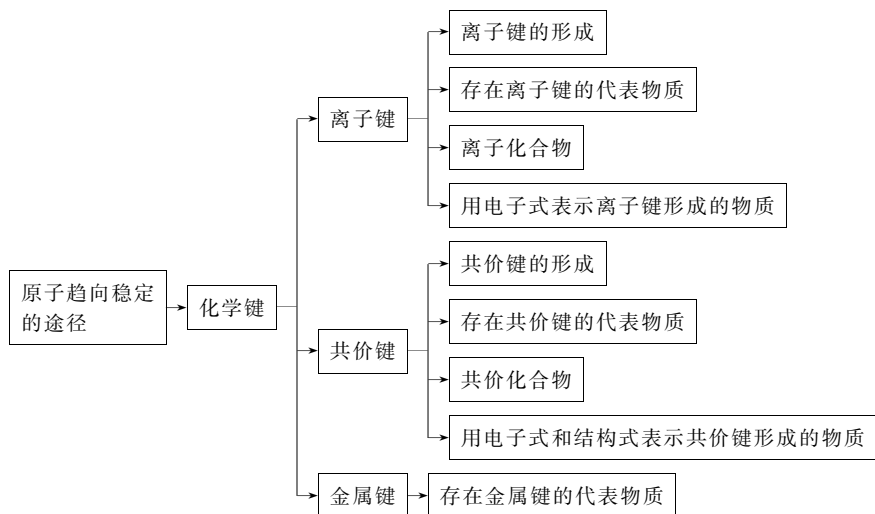 离子键的形成
存在离子键的代表物质
离子键
离子化合物
用电子式表示离子键形成的物质
共价键的形成
原子趋向稳定
的途径
化学键
存在共价键的代表物质
共价键
共价化合物
用电子式和结构式表示共价键形成的物质
金属键
存在金属键的代表物质